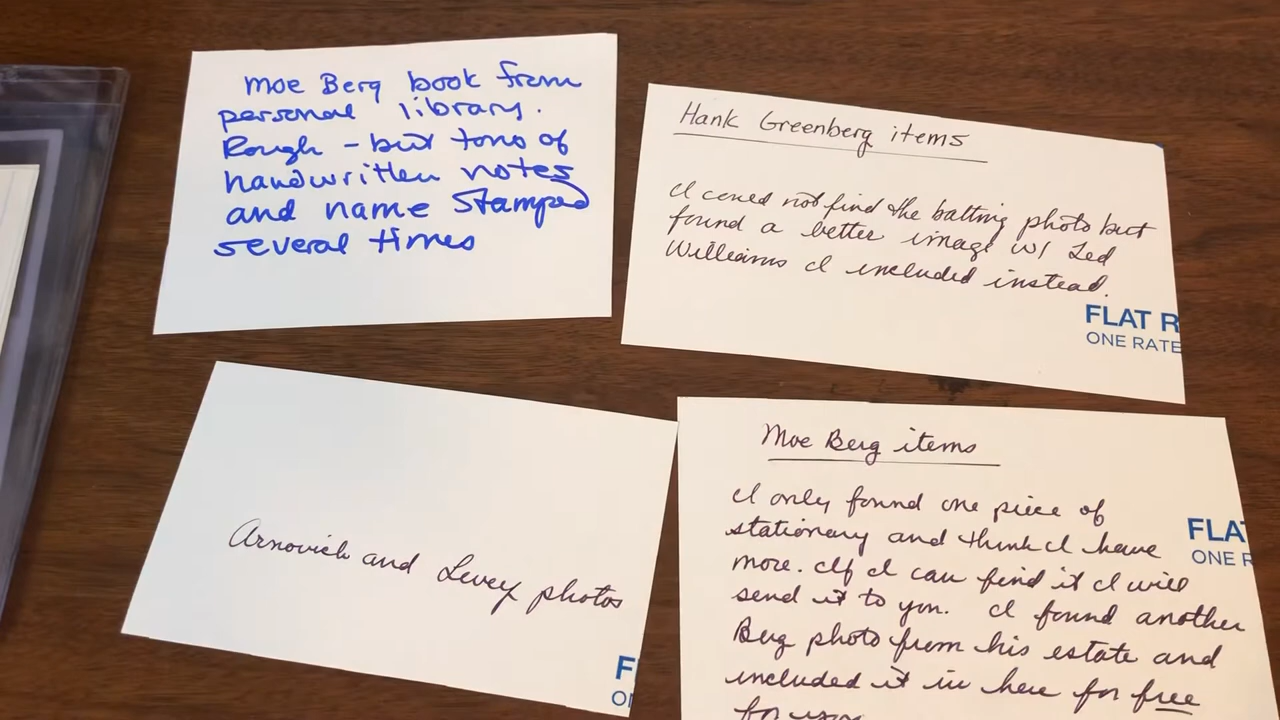 Moe Berg book from
personal library.
Rough - but tons of
handwritten notes
and name stamped
several times
Hank Greenberg items
I could not find the batting photo but
found a better image w/ Ted
Williams I included instead.
FLAT R
ONE RATE
Arnovich and Levey photos
F
Moe Berg items
I only found one piece of
stationary and think I have
more. If I can find it I will
send it to you. I found another
Berg photo from his estate and
included it in here for free
for you
FLAT
ONE R